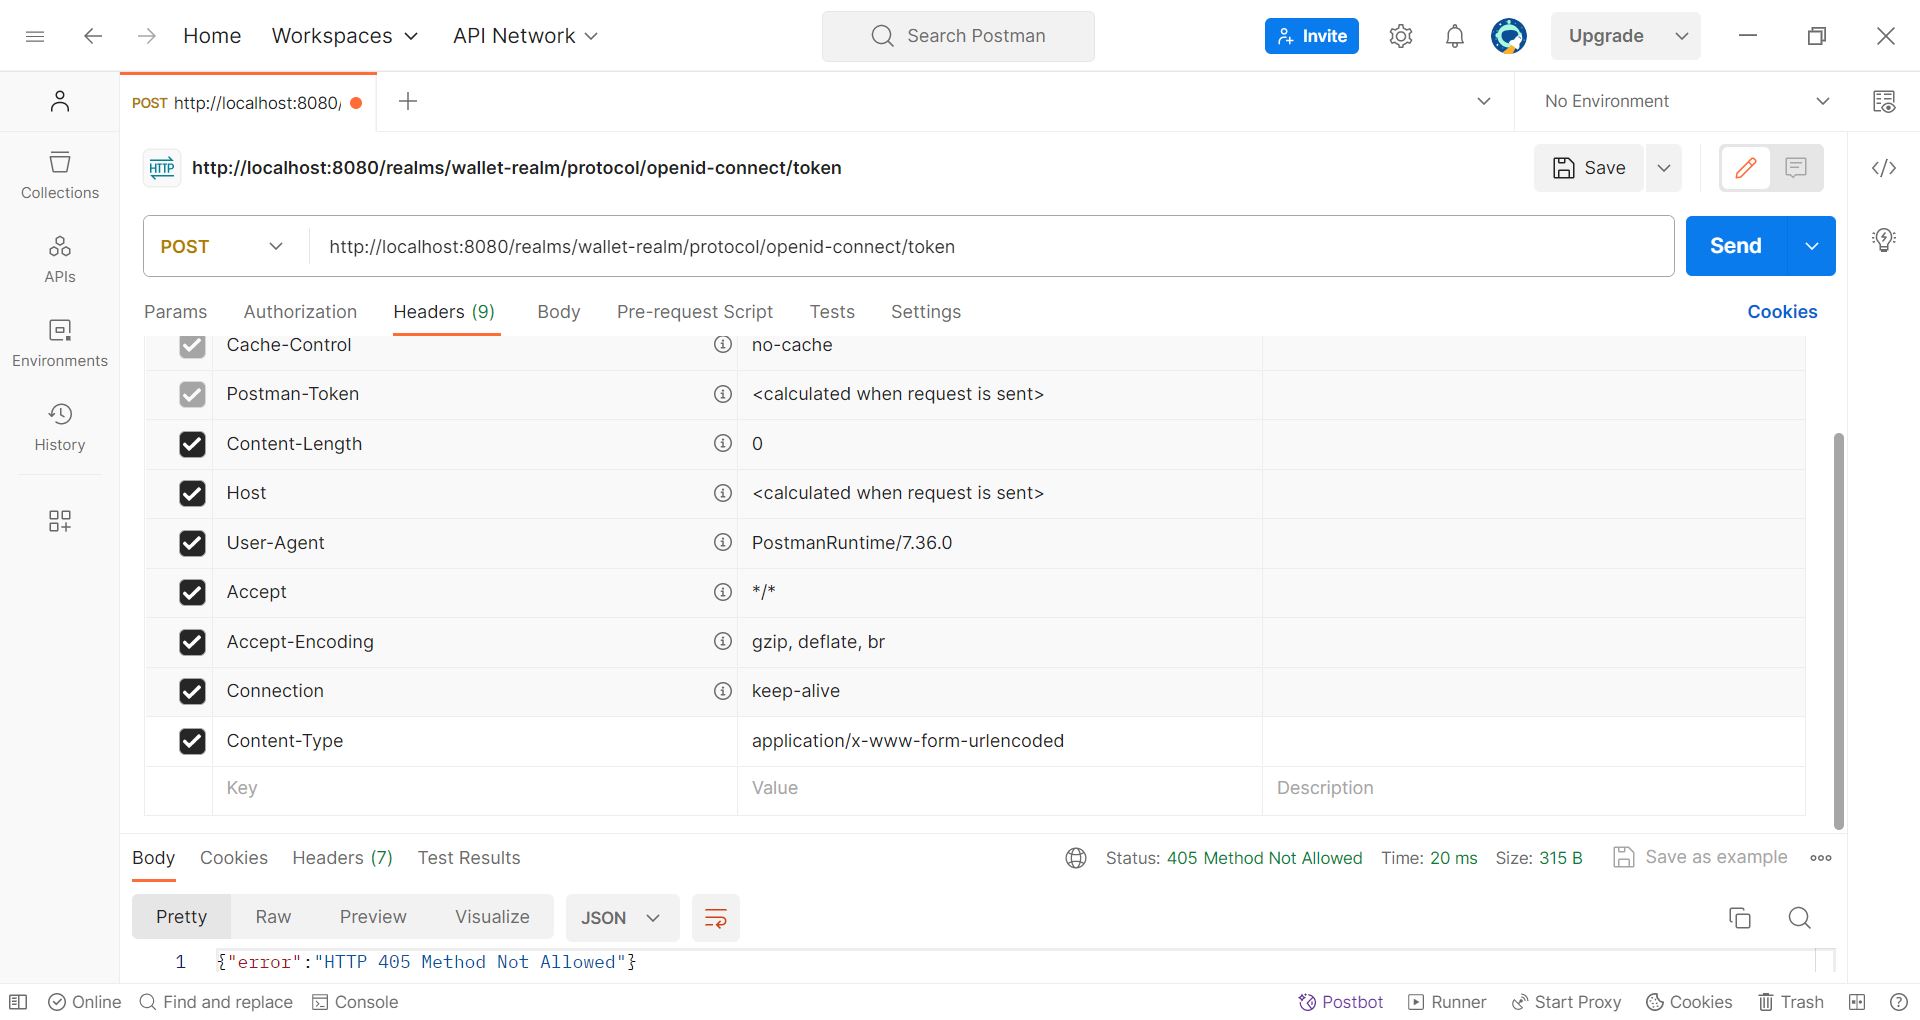 Home Workspaces API Network Search Postman Invite Upgrade
POST http://localhost:8080/ No Environment
HTTP http://localhost:8080/realms/wallet-realm/protocol/openid-connect/token Save
Collections
POST http://localhost:8080/realms/wallet-realm/protocol/openid-connect/token Send
APIs
Params Authorization Headers (9) Body Pre-request Script Tests Settings Cookies
Environments
History
Cache-Control no-cache
Postman-Token <calculated when request is sent>
Content-Length 0
Host <calculated when request is sent>
User-Agent PostmanRuntime/7.36.0
Accept */*
Accept-Encoding gzip, deflate, br
Connection keep-alive
Content-Type application/x-www-form-urlencoded
Key Value Description
Body Cookies Headers (7) Test Results Status: 405 Method Not Allowed Time: 20 ms Size: 315 B Save as example
Pretty Raw Preview Visualize JSON
1 {"error":"HTTP 405 Method Not Allowed"}
Online Find and replace Console Postbot Runner Start Proxy Cookies Trash